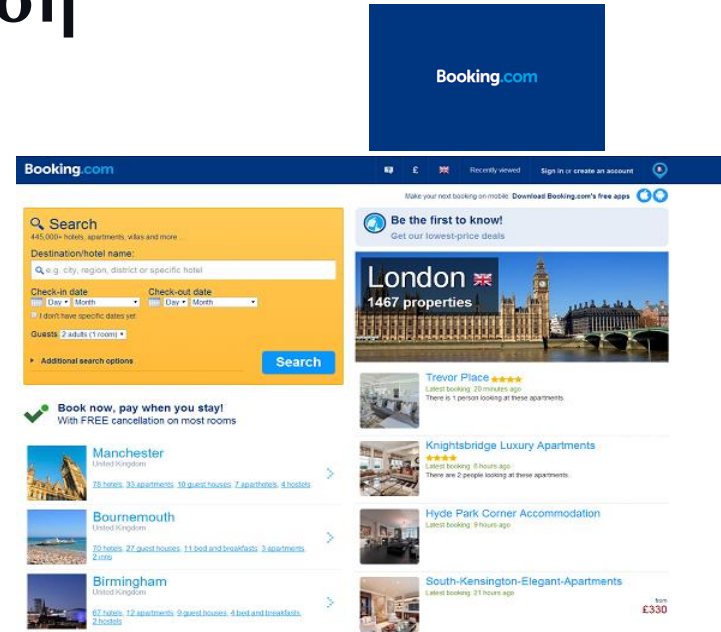 ση
Booking.com
Booking.com
£
Recently viewed
Sign in or create an account
Make your next booking on mobile. Download Booking.com's free apps
Search
445,000+ hotels, apartments, villas and more ...
Destination/hotel name:
e.g. city, region, district or specific hotel
Check-in date
Check-out date
Day Month
Day Month
I don't have specific dates yet
Guests 2 adults (1 room)
Additional search options
Search
Book now, pay when you stay!
With FREE cancellation on most rooms
Manchester
United Kingdom
78 hotels, 33 apartments, 10 guest houses, 7 aparthotels, 4 hostels
Bournemouth
United Kingdom
70 hotels, 27 guest houses, 11 bed and breakfasts, 3 apartments,
2 inns
Birmingham
United Kingdom
67 hotels, 12 apartments, 9 guest houses, 4 bed and breakfasts,
2 hostels
Be the first to know!
Get our lowest-price deals
London
1467 properties
Trevor Place
Latest booking: 20 minutes ago
There is 1 person looking at these apartments.
Knightsbridge Luxury Apartments
Latest booking: 6 hours ago
There are 2 people looking at these apartments.
Hyde Park Corner Accommodation
Latest booking: 9 hours ago
South-Kensington-Elegant-Apartments
Latest booking: 21 hours ago
from
£330